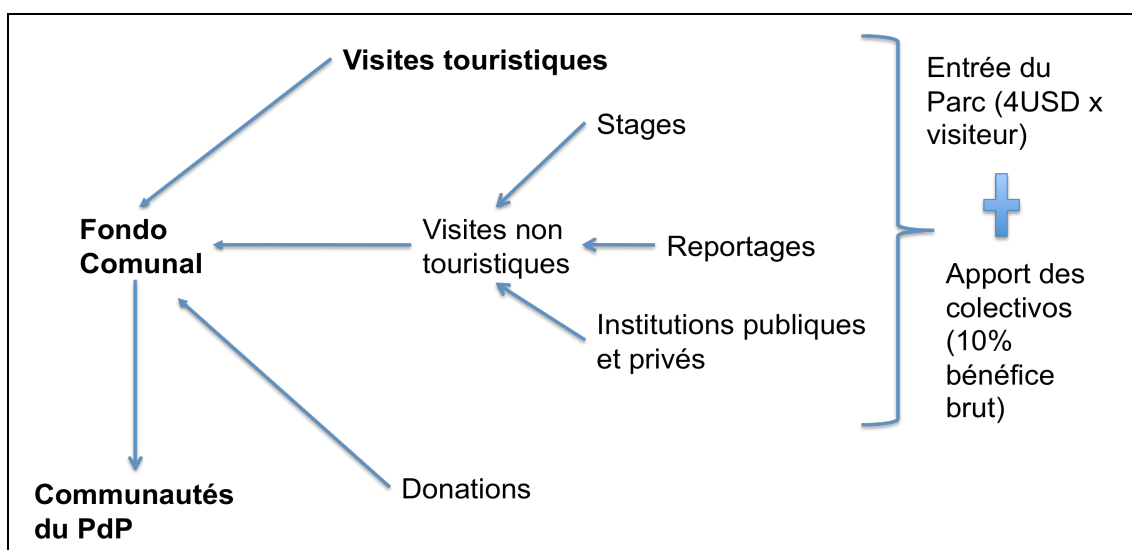 Visites touristiques
Stages
Fondo
Comunal
Visites non
touristiques
Reportages
Institutions publiques
et privés
Communautés
du PdP
Donations
Entrée du
Parc (4USD x
visiteur)
Apport des
colectivos
(10%
bénéfice
brut)